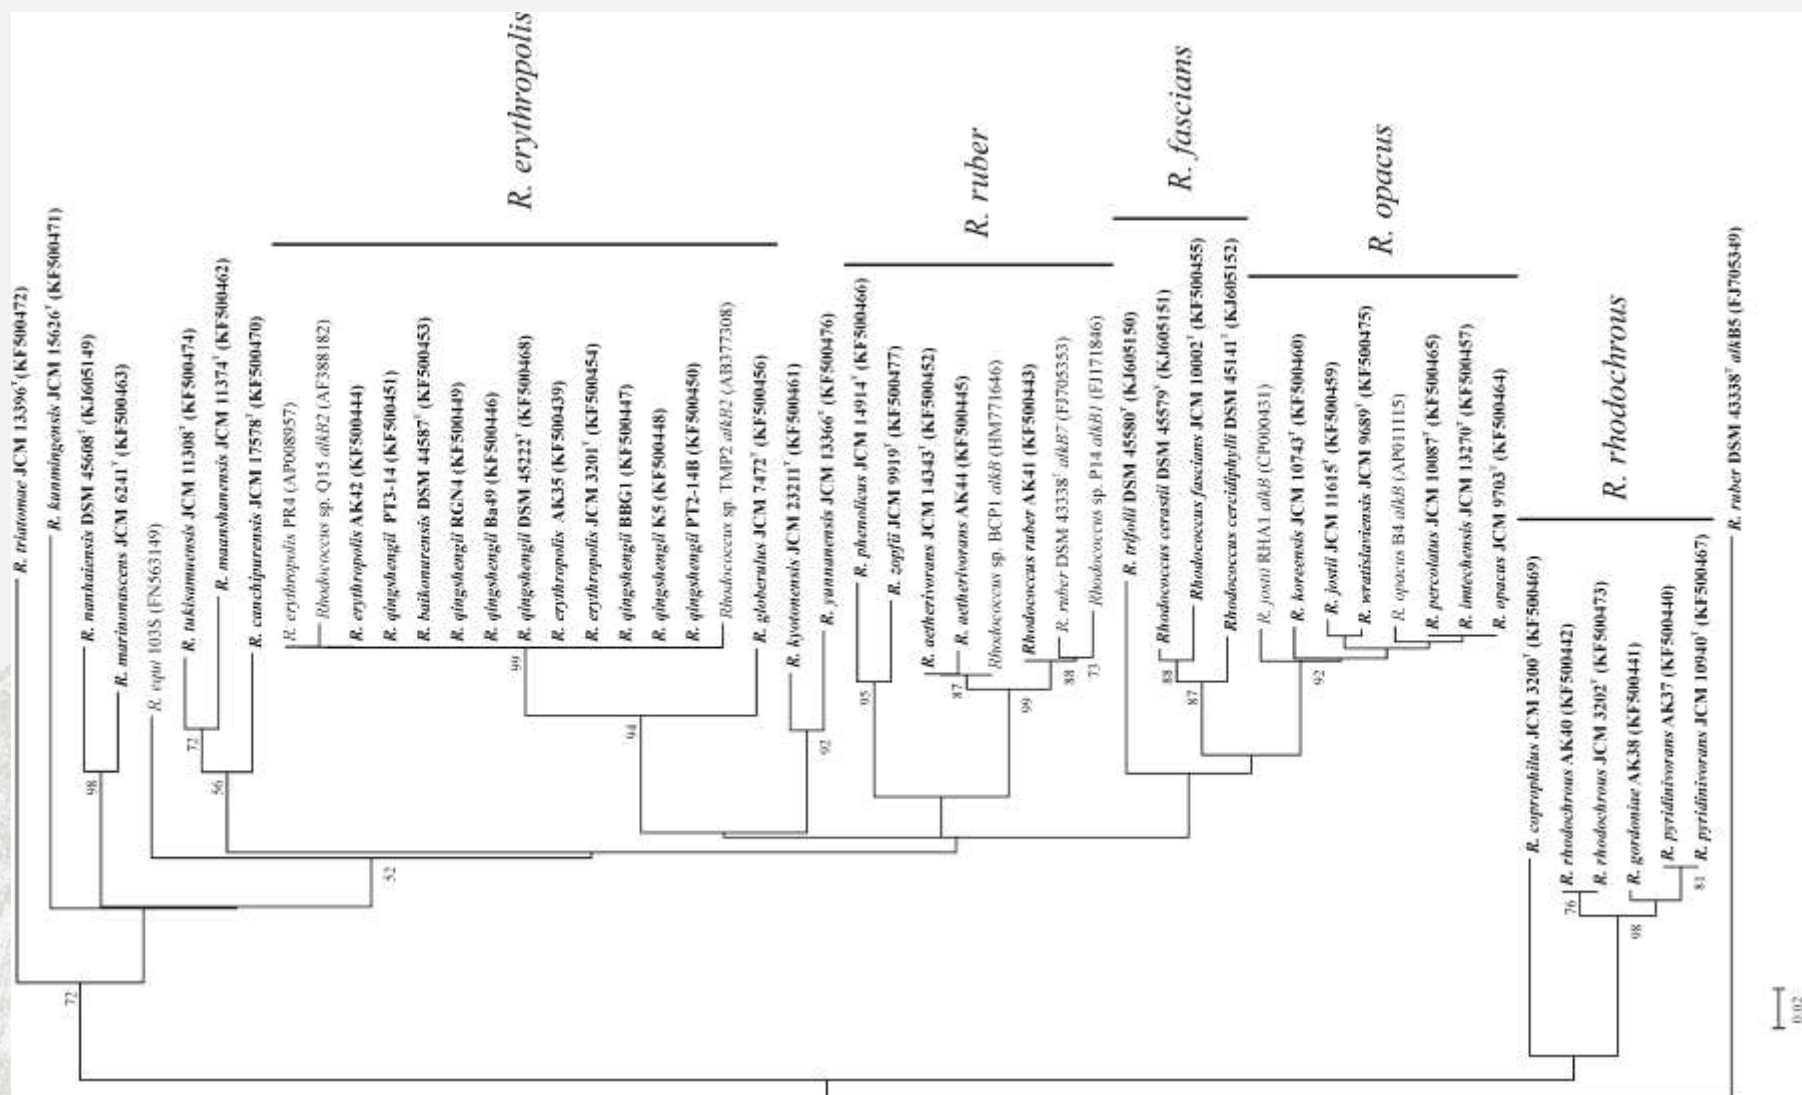 R. triatomae JCM 13396ᵀ (KF500472)
R. kunmingensis JCM 15626ᵀ (KF500471)
R. nanhaiensis DSM 45608ᵀ (KJ605149)
R. marinonascens JCM 6241ᵀ (KF500463)
R. equi 103S (FN563149)
R. tukisamuensis JCM 11308ᵀ (KF500474)
R. maanshanensis JCM 11374ᵀ (KF500462)
R. canchipurensis JCM 17578ᵀ (KF500470)
R. erythropolis PR4 (AP008957)
Rhodococcus sp. Q15 alkB2 (AF388182)
R. erythropolis AK42 (KF500444)
R. qingshengii PT3-14 (KF500451)
R. baikonurensis DSM 44587ᵀ (KF500453)
R. qingshengii RGN4 (KF500449)
R. qingshengii Ba49 (KF500446)
R. qingshengii DSM 45222ᵀ (KF500468)
R. erythropolis AK35 (KF500439)
R. erythropolis JCM 3201ᵀ (KF500454)
R. qingshengii BBG1 (KF500447)
R. qingshengii K5 (KF500448)
R. qingshengii PT2-14B (KF500450)
Rhodococcus sp. TMP2 alkB2 (AB377308)
R. globerulus JCM 7472ᵀ (KF500456)
R. kyotonensis JCM 23211ᵀ (KF500461)
R. yunnanensis JCM 13366ᵀ (KF500476)
R. phenolicus JCM 14914ᵀ (KF500466)
R. zopfii JCM 9919ᵀ (KF500477)
R. aetherivorans JCM 14343ᵀ (KF500452)
R. aetherivorans AK44 (KF500445)
Rhodococcus sp. BCP1 alkB (HM771646)
Rhodococcus ruber AK41 (KF500443)
R. ruber DSM 43338ᵀ alkB7 (FJ705353)
Rhodococcus sp. P14 alkB1 (FJ171846)
R. trifolii DSM 45580ᵀ (KJ605150)
Rhodococcus cerastii DSM 45579ᵀ (KJ605151)
Rhodococcus fascians JCM 10002ᵀ (KF500455)
Rhodococcus cercidiphylli DSM 45141ᵀ (KJ605152)
R. jostii RHA1 alkB (CP000431)
R. koreensis JCM 10743ᵀ (KF500460)
R. jostii JCM 11615ᵀ (KF500459)
R. wratislaviensis JCM 9689ᵀ (KF500475)
R. opacus B4 alkB (AP011115)
R. percolatus JCM 10087ᵀ (KF500465)
R. imtechensis JCM 13270ᵀ (KF500457)
R. opacus JCM 9703ᵀ (KF500464)
R. coprophilus JCM 3200ᵀ (KF500469)
R. rhodochrous AK40 (KF500442)
R. rhodochrous JCM 3202ᵀ (KF500473)
R. gordoniae AK38 (KF500441)
R. pyridinivorans AK37 (KF500440)
R. pyridinivorans JCM 10940ᵀ (KF500467)
R. ruber DSM 43338ᵀ alkB5 (FJ705349)
R. erythropolis
R. ruber
R. fascians
R. opacus
R. rhodochrous
72
98
52
72
56
99
94
92
95
87
99
88
73
88
87
92
76
98
81
0.02